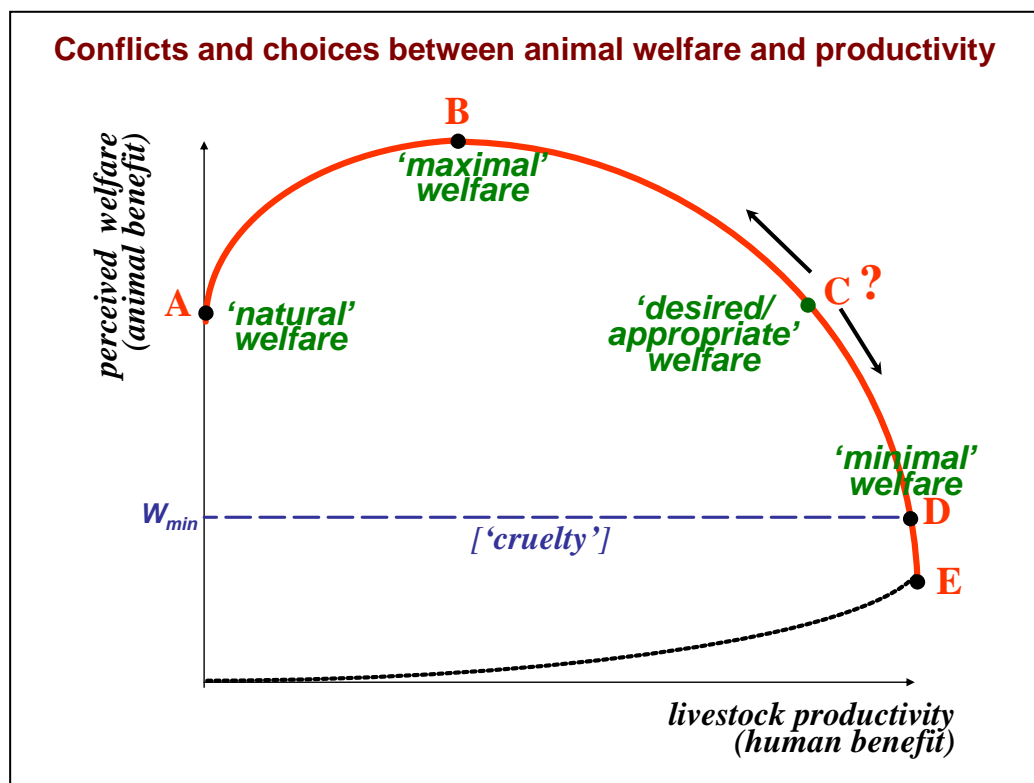 Conflicts and choices between animal welfare and productivity
perceived welfare
(animal benefit)
B
‘maximal’
welfare
A
‘natural’
welfare
C ?
‘desired/
appropriate’
welfare
‘minimal’
welfare
Wmin
D
[‘cruelty’]
E
livestock productivity
(human benefit)